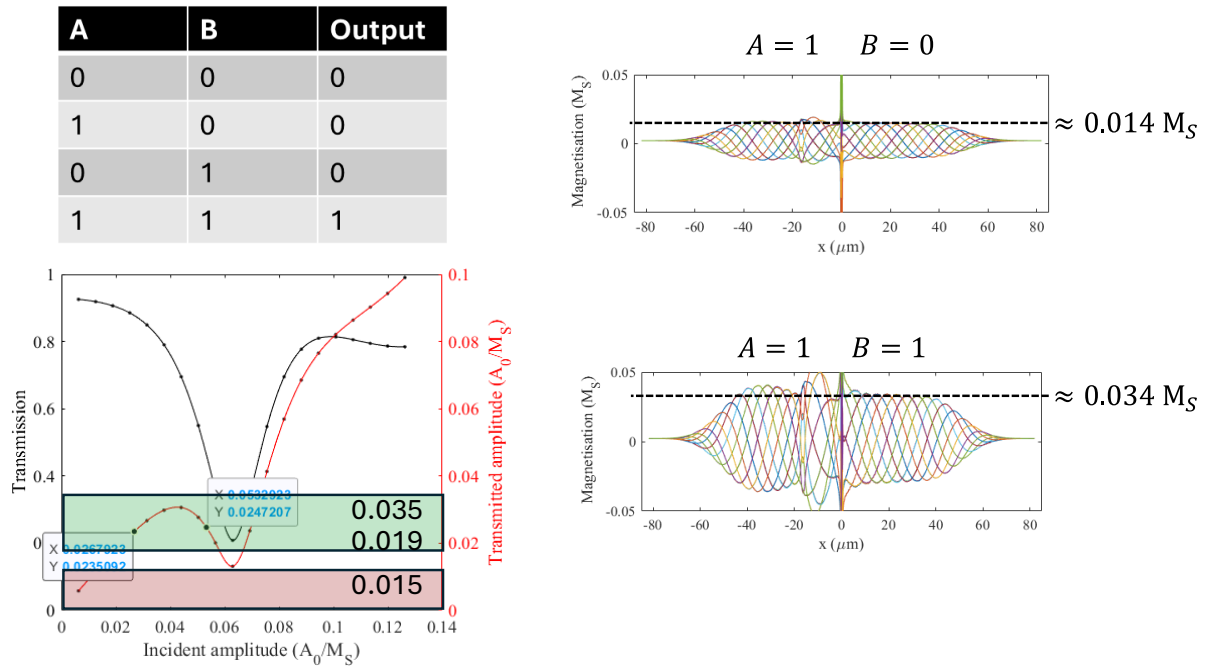 A B Output
0 0 0
1 0 0
0 1 0
1 1 1
A = 1 B = 0
0.05
0
-0.05
Magnetisation (M_S)
-80 -60 -40 -20 0 20 40 60 80
x (μm)
≈ 0.014 M_S
1
0.8
0.6
0.4
0
Transmission
0.1
0.08
0.06
0.04
0.02
0
Transmitted amplitude (A_0/M_S)
X 0.0532923
Y 0.0247207
X 0.0267923
Y 0.0235092
0.035
0.019
0.015
0 0.02 0.04 0.06 0.08 0.1 0.12 0.14
Incident amplitude (A_0/M_S)
A = 1 B = 1
0.05
0
-0.05
Magnetisation (M_S)
-80 -60 -40 -20 0 20 40 60 80
x (μm)
≈ 0.034 M_S